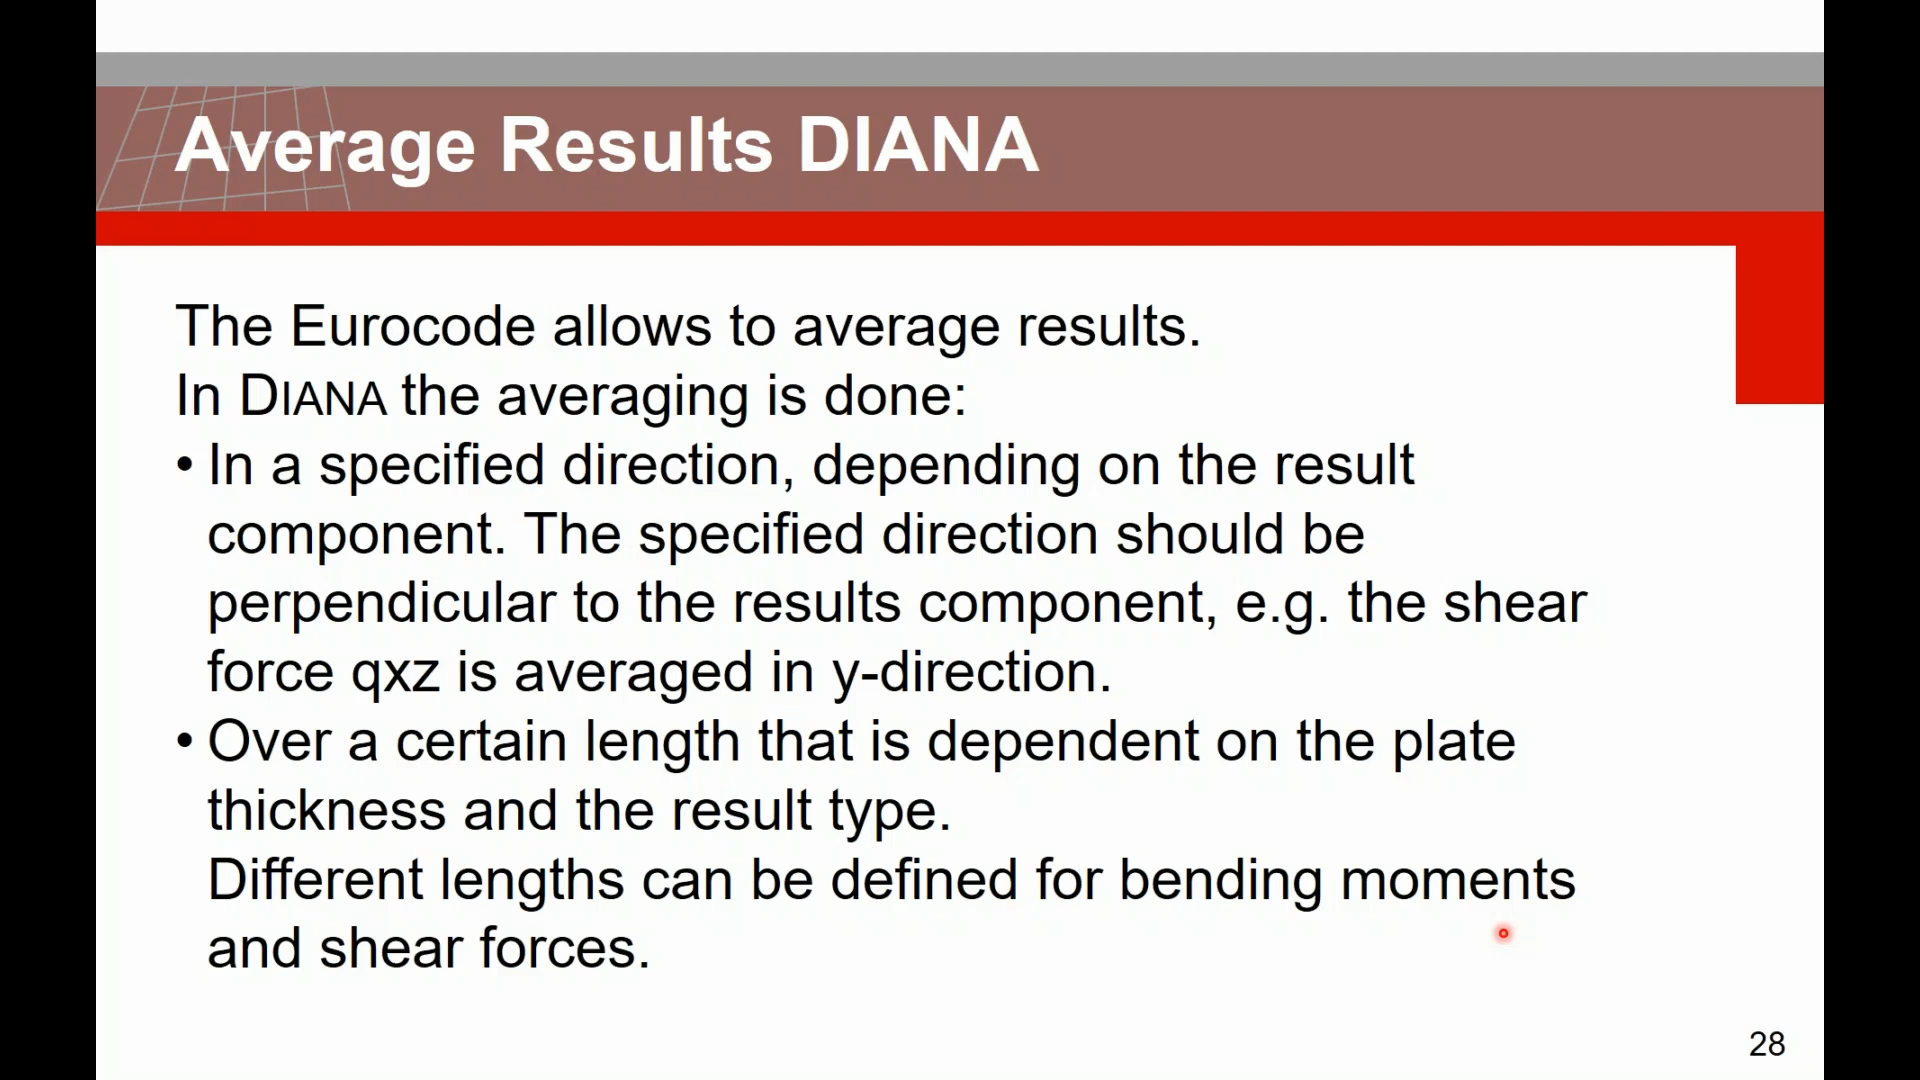 Average Results DIANA
The Eurocode allows to average results.
In DIANA the averaging is done:
• In a specified direction, depending on the result
component. The specified direction should be
perpendicular to the results component, e.g. the shear
force qxz is averaged in y-direction.
• Over a certain length that is dependent on the plate
thickness and the result type.
Different lengths can be defined for bending moments
and shear forces.
28